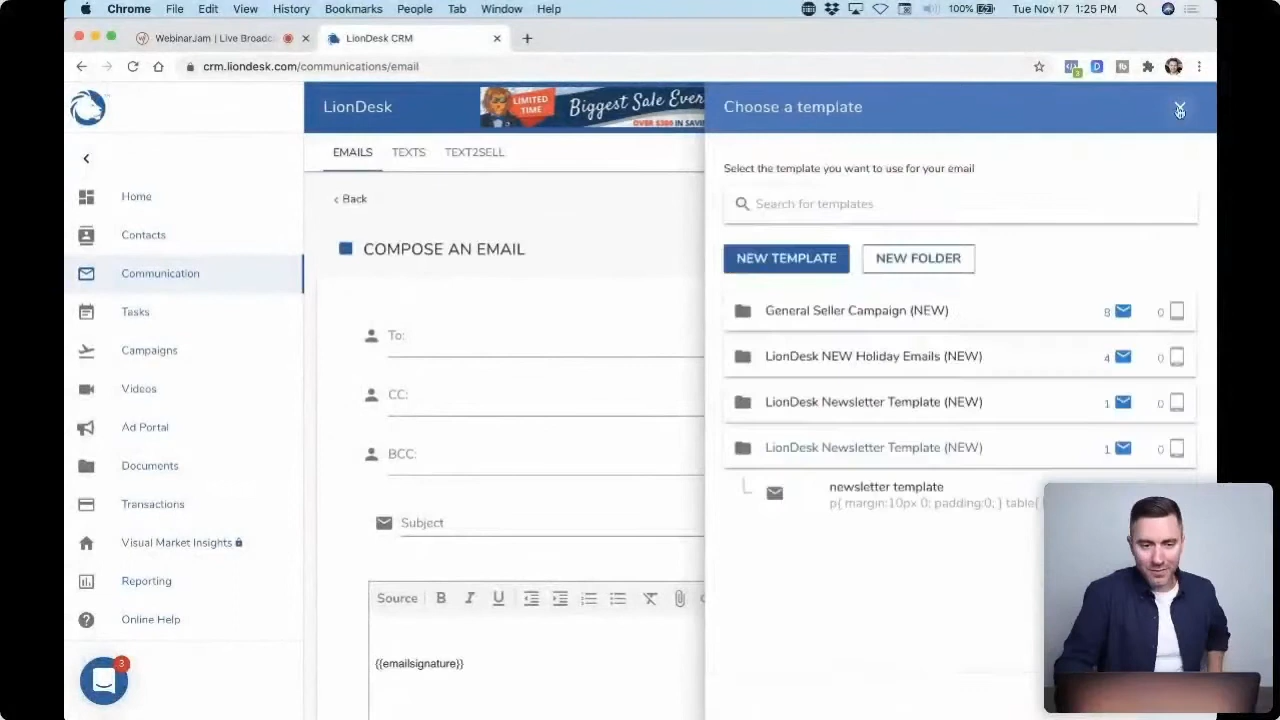 Chrome File Edit View History Bookmarks People Tab Window Help 100% Tue Nov 17 1:25 PM
WebinarJam | Live Broadc
LionDesk CRM
crm.liondesk.com/communications/email
3
LionDesk
LIMITED TIME
Biggest Sale Ever
OVER $300 IN SAVIN
Choose a template
EMAILS TEXTS TEXT2SELL
Back
COMPOSE AN EMAIL
To:
CC:
BCC:
Subject
Source B I U
{{emailsignature}}
Home
Contacts
Communication
Tasks
Campaigns
Videos
Ad Portal
Documents
Transactions
Visual Market Insights
Reporting
Online Help
3
Select the template you want to use for your email
Search for templates
NEW TEMPLATE NEW FOLDER
General Seller Campaign (NEW) 8 0
LionDesk NEW Holiday Emails (NEW) 4 0
LionDesk Newsletter Template (NEW) 1 0
LionDesk Newsletter Template (NEW) 1 0
newsletter template
p{ margin:10px 0; padding:0; } table{